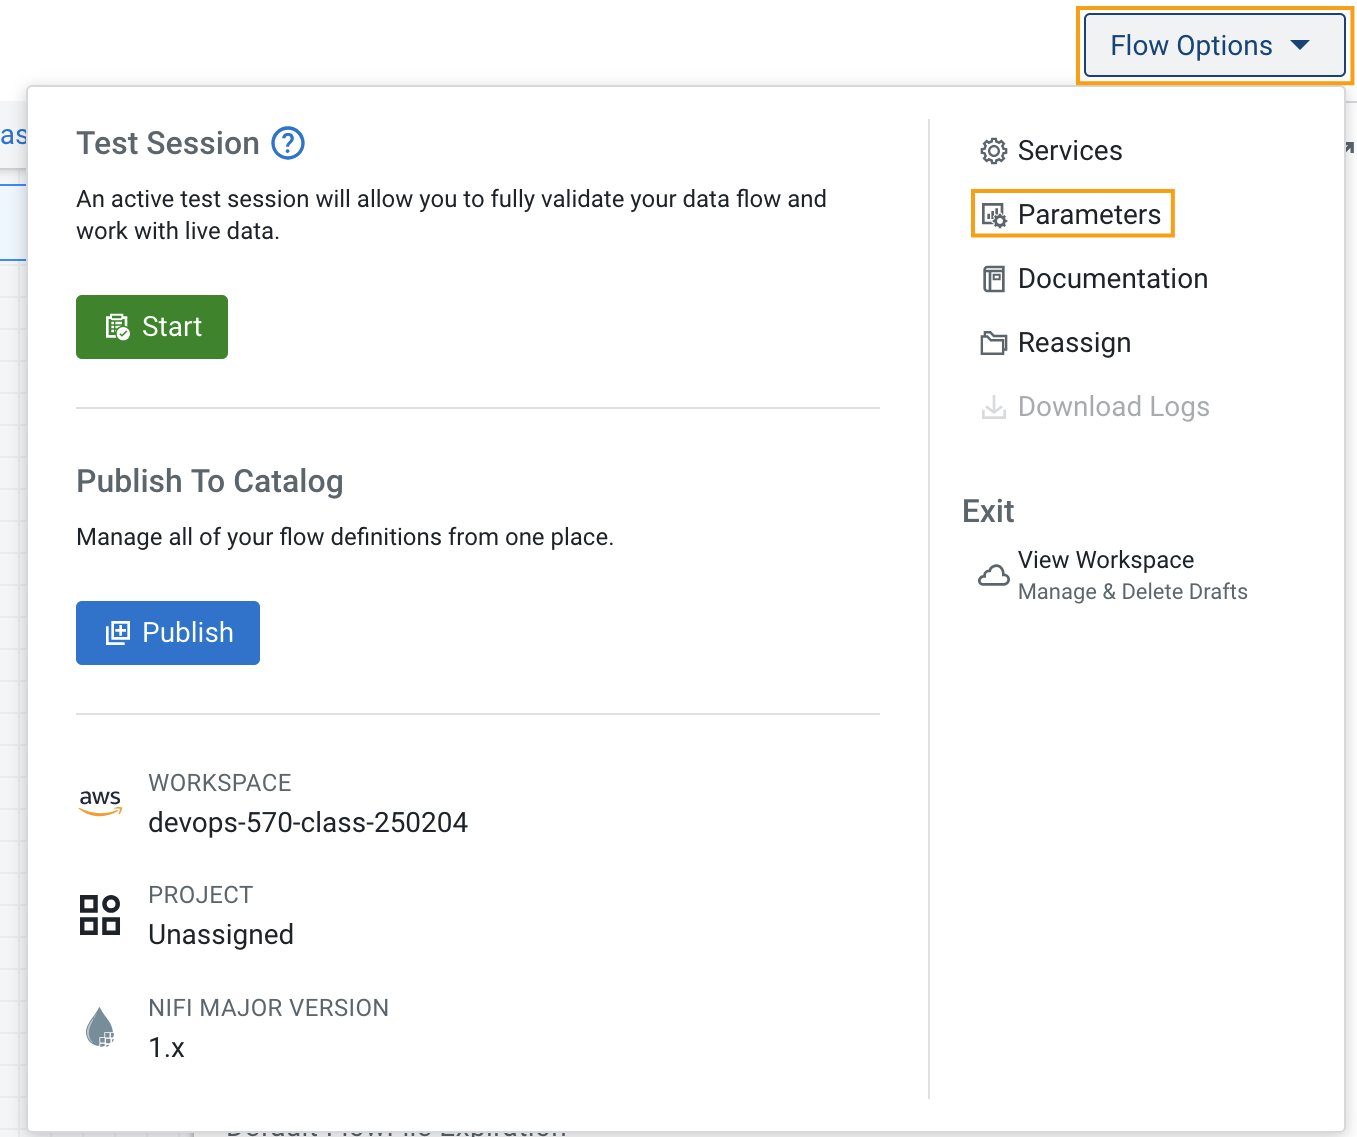 Flow Options
as
Test Session ?
An active test session will allow you to fully validate your data flow and
work with live data.
Start
Publish To Catalog
Manage all of your flow definitions from one place.
Publish
aws
WORKSPACE
devops-570-class-250204
PROJECT
Unassigned
NIFI MAJOR VERSION
1.x
Services
Parameters
Documentation
Reassign
Download Logs
Exit
View Workspace
Manage & Delete Drafts
Default FlowFile Expiration